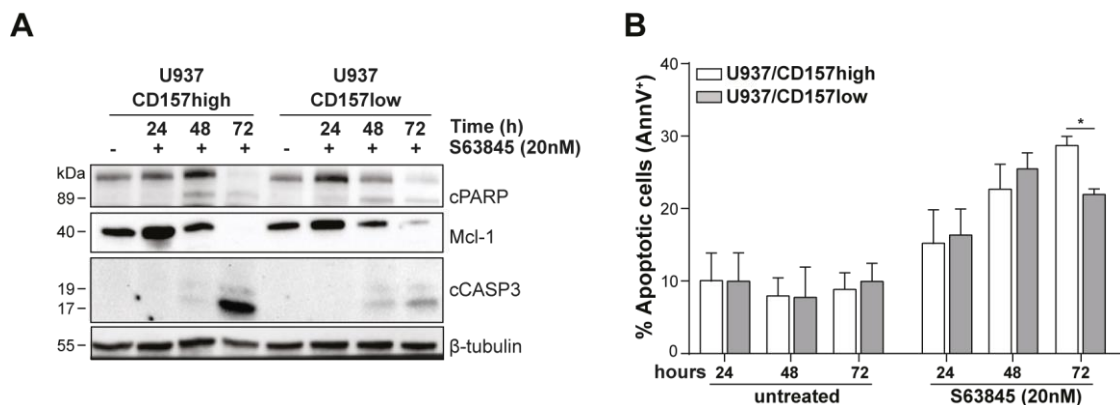 A
U937 U937
CD157high CD157low
24 48 72 24 48 72 Time (h)
- + + + - + + + S63845 (20nM)
kDa
89 cPARP
40 Mcl-1
19
17 cCASP3
55 β-tubulin
B
% Apoptotic cells (AnnV⁺)
40
30
20
10
0
U937/CD157high
U937/CD157low
*
hours 24 48 72 24 48 72
untreated S63845 (20nM)